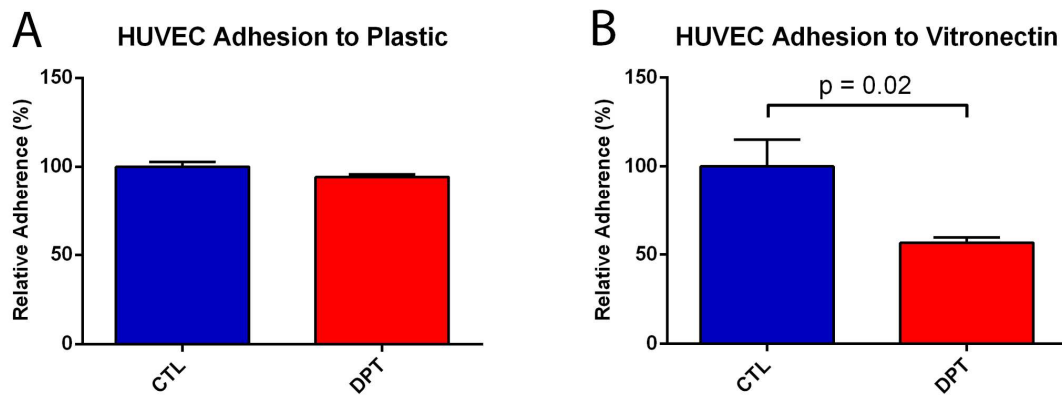 A
HUVEC Adhesion to Plastic
Relative Adherence (%)
150
100
50
0
CTL
DPT
B
HUVEC Adhesion to Vitronectin
Relative Adherence (%)
150
100
50
0
p = 0.02
CTL
DPT